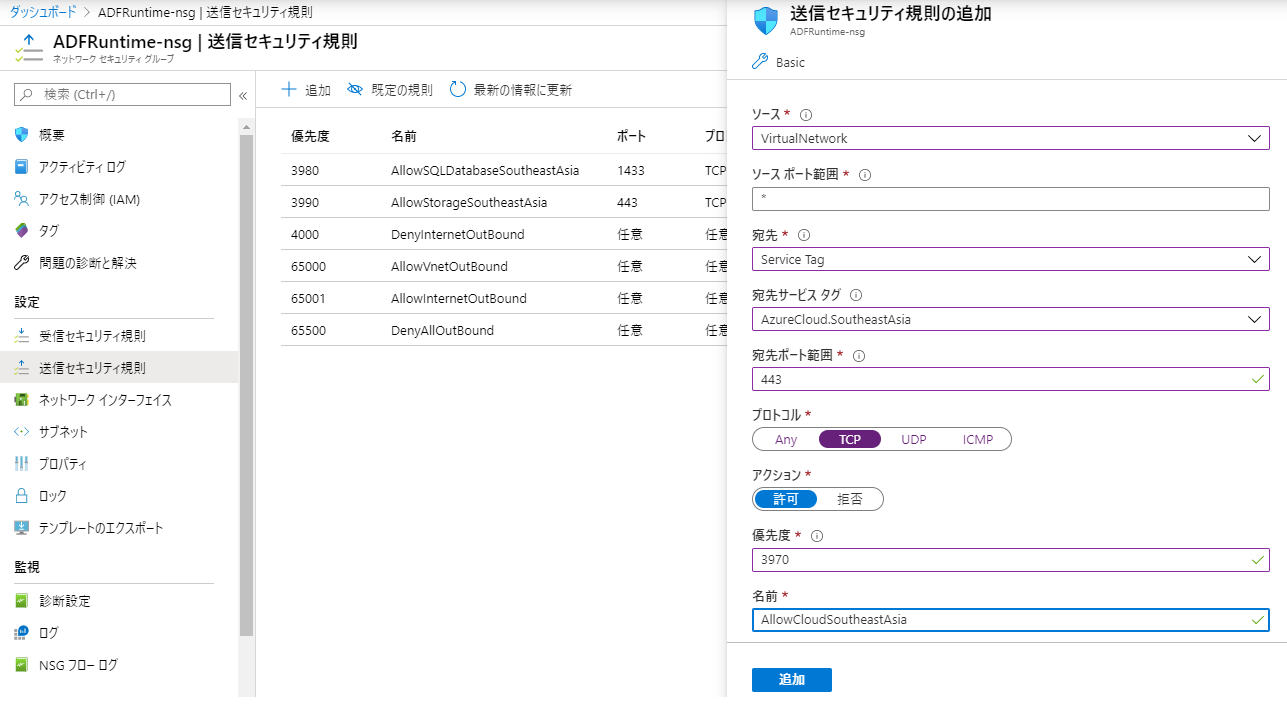 ダッシュボード > ADFRuntime-nsg | 送信セキュリティ規則
ADFRuntime-nsg | 送信セキュリティ規則
ネットワーク セキュリティ グループ
検索 (Ctrl+/)
«
概要
アクティビティ ログ
アクセス制御 (IAM)
タグ
問題の診断と解決
設定
受信セキュリティ規則
送信セキュリティ規則
ネットワーク インターフェイス
サブネット
プロパティ
ロック
テンプレートのエクスポート
監視
診断設定
ログ
NSG フロー ログ
追加 既定の規則 最新の情報に更新
優先度 名前 ポート プロ
3980 AllowSQLDatabaseSoutheastAsia 1433 TCP
3990 AllowStorageSoutheastAsia 443 TCP
4000 DenyInternetOutBound 任意 任意
65000 AllowVnetOutBound 任意 任意
65001 AllowInternetOutBound 任意 任意
65500 DenyAllOutBound 任意 任意
送信セキュリティ規則の追加
ADFRuntime-nsg
Basic
ソース *
VirtualNetwork
ソース ポート範囲 *
*
宛先 *
Service Tag
宛先サービス タグ
AzureCloud.SoutheastAsia
宛先ポート範囲 *
443
プロトコル *
Any TCP UDP ICMP
アクション *
許可 拒否
優先度 *
3970
名前 *
AllowCloudSoutheastAsia
追加